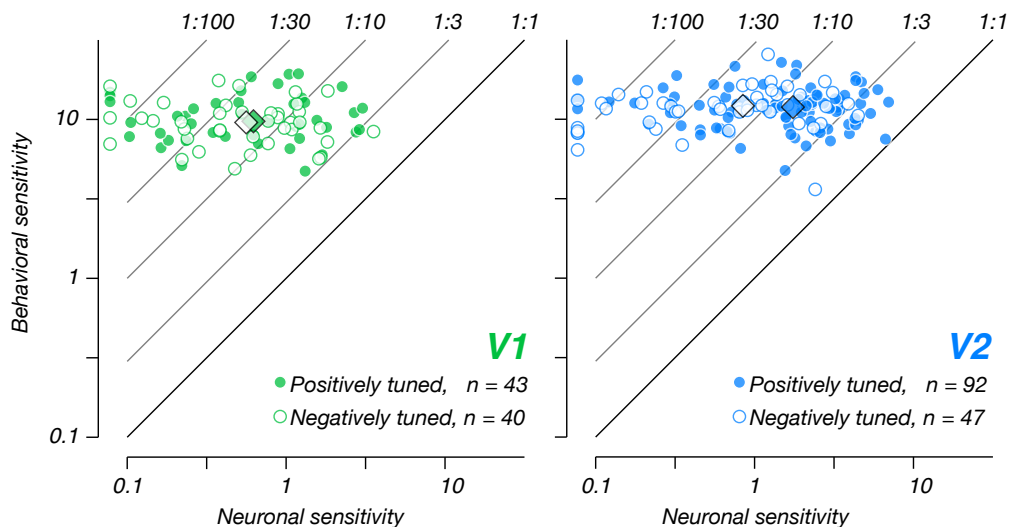 1:100 1:30 1:10 1:3 1:1
1:100 1:30 1:10 1:3 1:1
10
1
0.1
Behavioral sensitivity
V1
Positively tuned, n = 43
Negatively tuned, n = 40
V2
Positively tuned, n = 92
Negatively tuned, n = 47
0.1 1 10
0.1 1 10
Neuronal sensitivity
Neuronal sensitivity